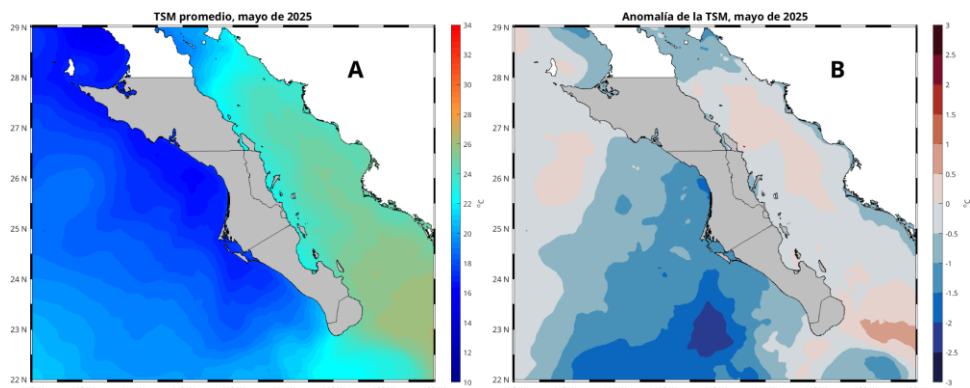 TSM promedio, mayo de 2025
29 N
28 N
27 N
26 N
25 N
24 N
23 N
22 N
A
34
32
30
28
26
24
22
20
18
16
14
12
10
°C
Anomalía de la TSM, mayo de 2025
29 N
28 N
27 N
26 N
25 N
24 N
23 N
22 N
B
3
2.5
2
1.5
1
0.5
0
-0.5
-1
-1.5
-2
-2.5
-3
°C